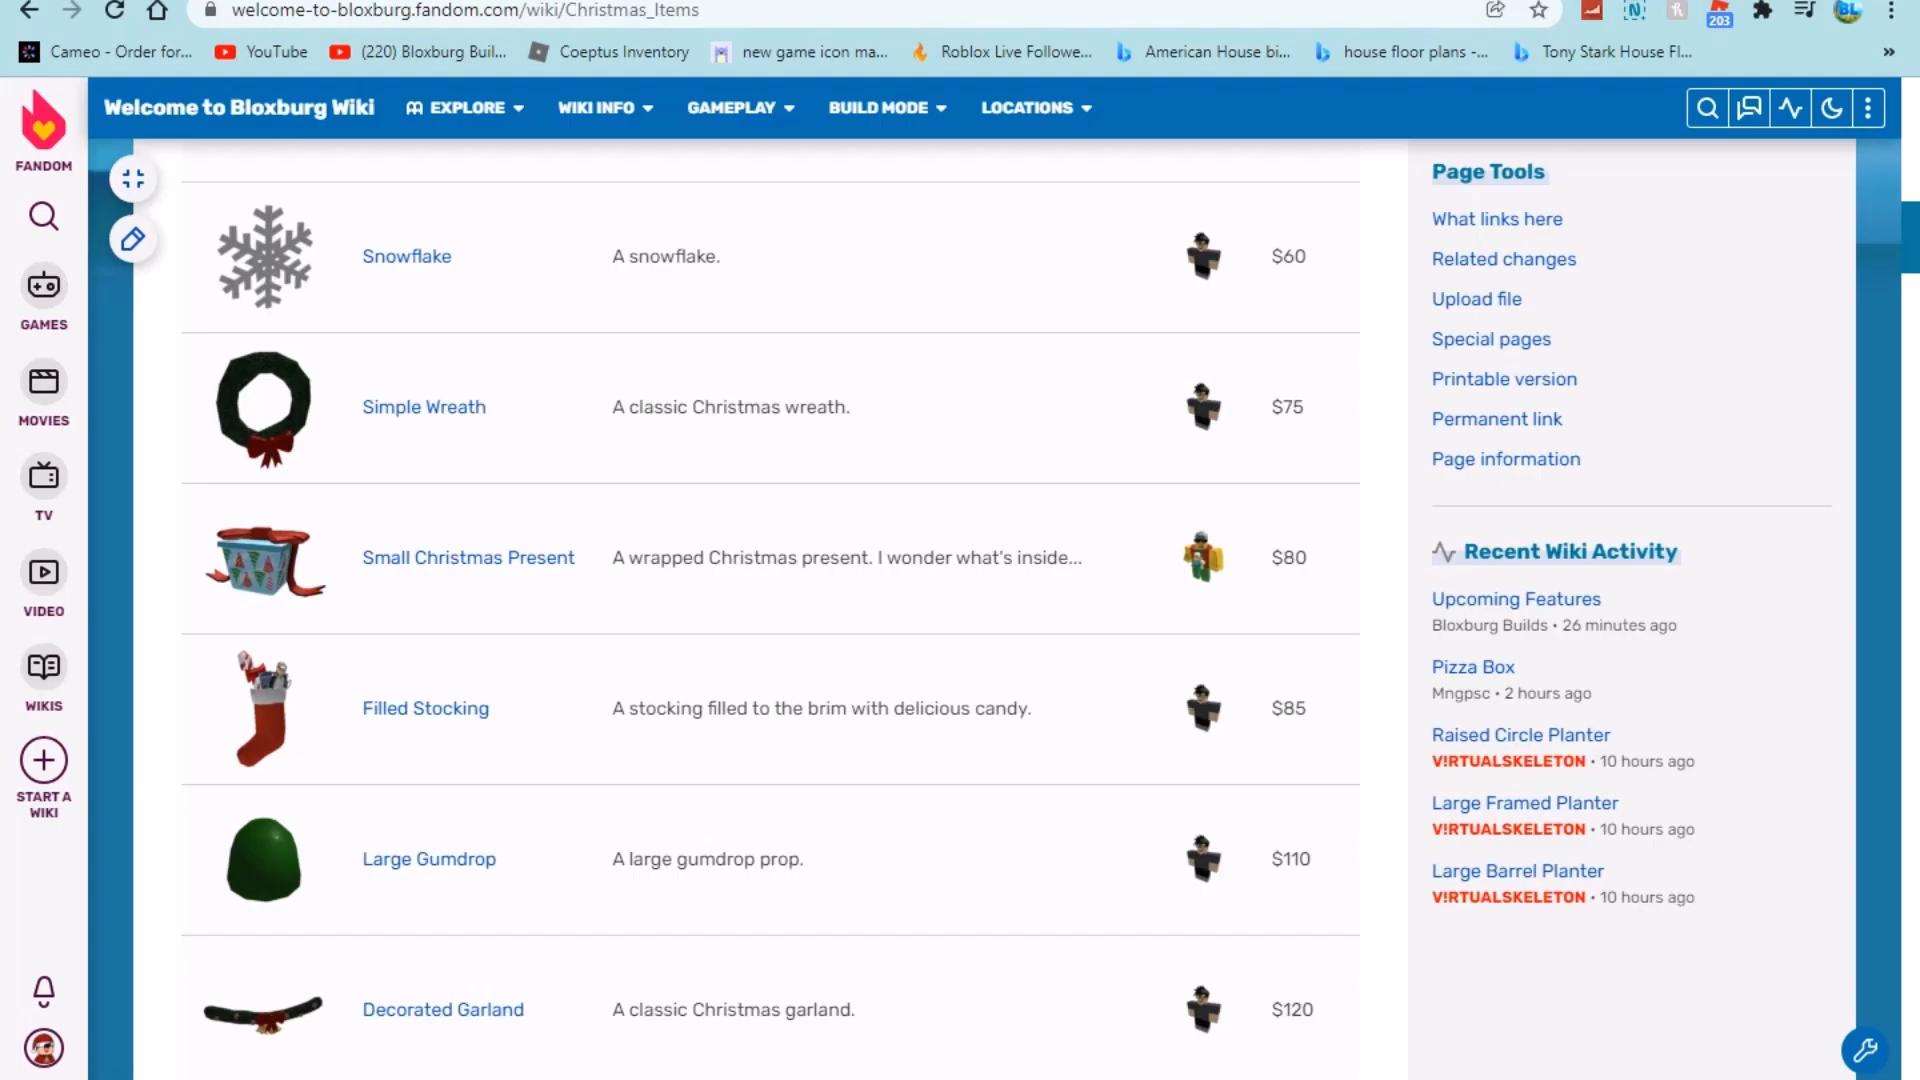 welcome-to-bloxburg.fandom.com/wiki/Christmas_Items
203
BL
Cameo - Order for...
YouTube
(220) Bloxburg Buil...
Coeptus Inventory
new game icon ma...
Roblox Live Followe...
American House bi...
house floor plans -...
Tony Stark House Fl...
»
FANDOM
GAMES
MOVIES
TV
VIDEO
WIKIS
START A
WIKI
Welcome to Bloxburg Wiki
EXPLORE
WIKI INFO
GAMEPLAY
BUILD MODE
LOCATIONS
Snowflake A snowflake. $60
Simple Wreath A classic Christmas wreath. $75
Small Christmas Present A wrapped Christmas present. I wonder what's inside... $80
Filled Stocking A stocking filled to the brim with delicious candy. $85
Large Gumdrop A large gumdrop prop. $110
Decorated Garland A classic Christmas garland. $120
Page Tools
What links here
Related changes
Upload file
Special pages
Printable version
Permanent link
Page information
Recent Wiki Activity
Upcoming Features
Bloxburg Builds • 26 minutes ago
Pizza Box
Mngpsc • 2 hours ago
Raised Circle Planter
V!RTUALSKELETON • 10 hours ago
Large Framed Planter
V!RTUALSKELETON • 10 hours ago
Large Barrel Planter
V!RTUALSKELETON • 10 hours ago